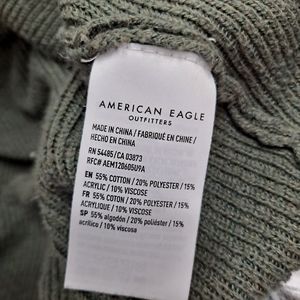 AMERICAN EAGLE
OUTFITTERS
MADE IN CHINA / FABRIQUÉ EN CHINE /
HECHO EN CHINA
RN 54485/CA 03873
RFC# AEM120605U9A
EN 55% COTTON / 20% POLYESTER / 15%
ACRYLIC / 10% VISCOSE
FR 55% COTON / 20% POLYESTER / 15%
ACRYLIQUE / 10% VISCOSE
SP 55% algodón / 20% poliéster / 15%
acrílico / 10% viscosa